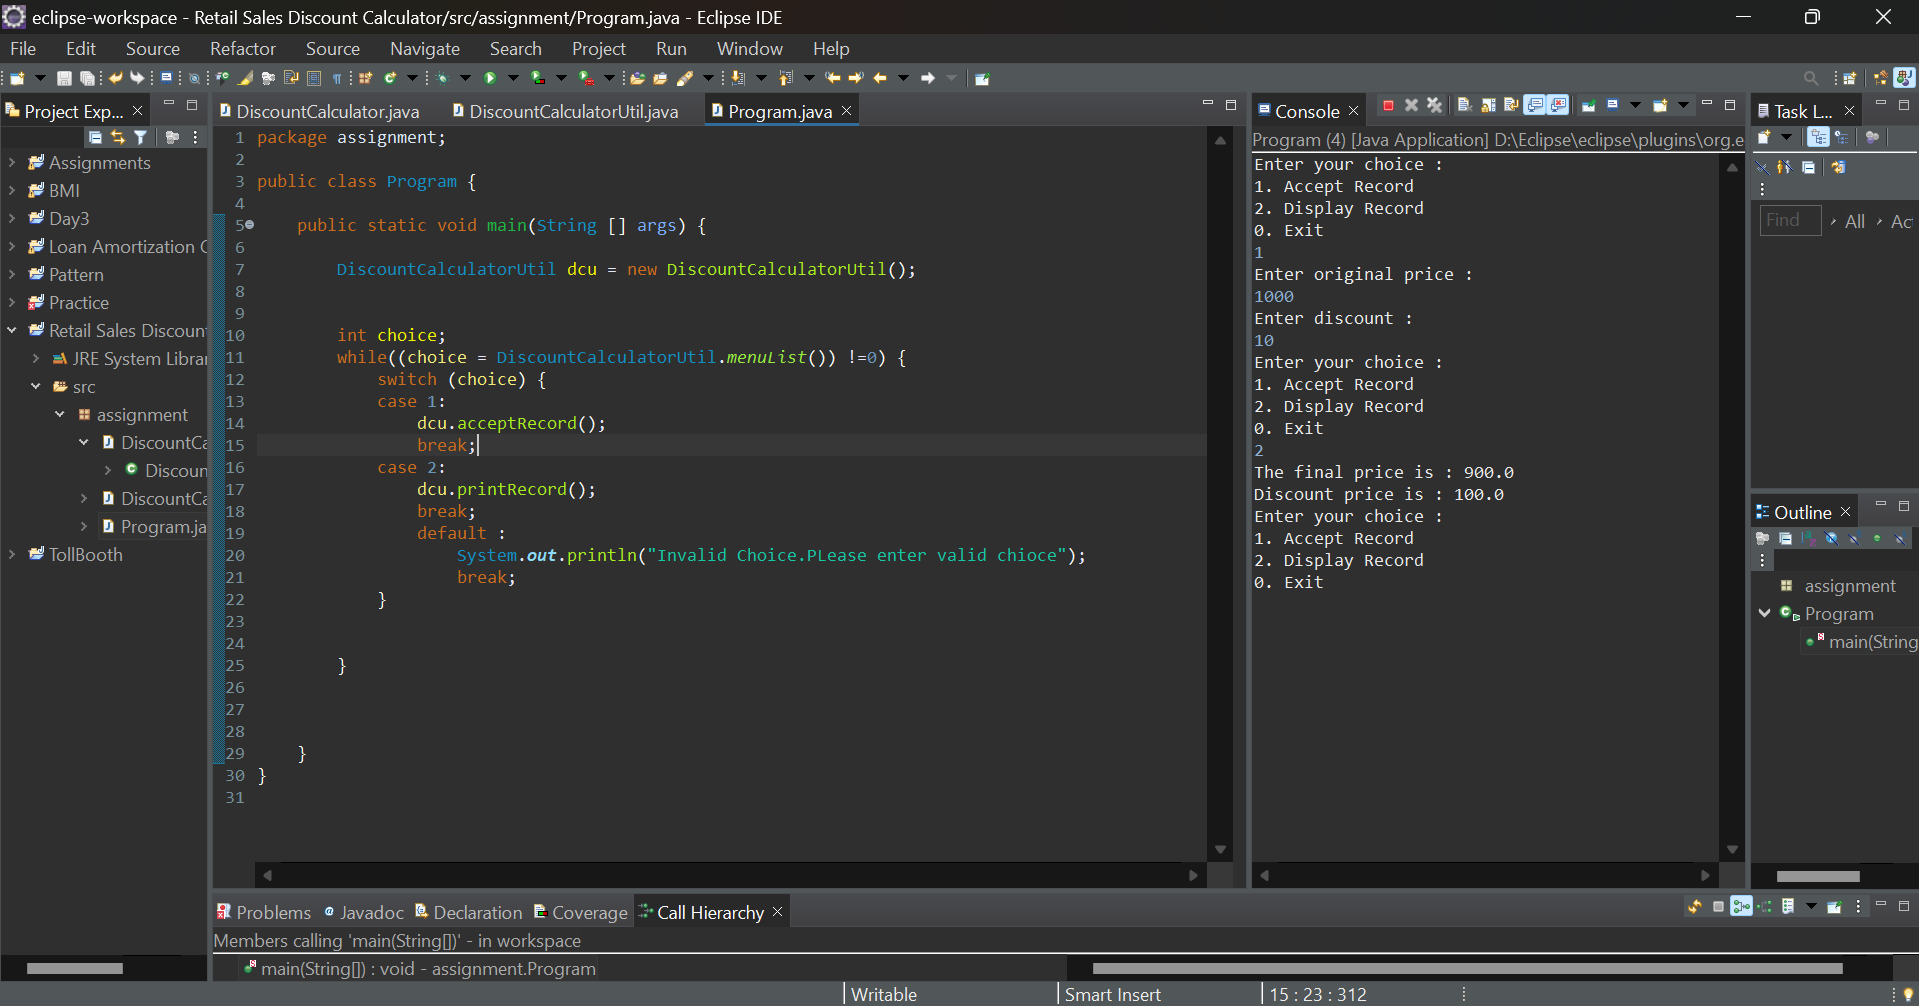 eclipse-workspace - Retail Sales Discount Calculator/src/assignment/Program.java - Eclipse IDE
File Edit Source Refactor Source Navigate Search Project Run Window Help
Project Exp...
Assignments
BMI
Day3
Loan Amortization C
Pattern
Practice
Retail Sales Discoun
JRE System Librar
src
assignment
DiscountCa
Discoun
DiscountCa
Program.ja
TollBooth
DiscountCalculator.java DiscountCalculatorUtil.java Program.java
1 package assignment;
2
3 public class Program {
4
5 public static void main(String [] args) {
6
7 DiscountCalculatorUtil dcu = new DiscountCalculatorUtil();
8
9
10 int choice;
11 while((choice = DiscountCalculatorUtil.menuList()) !=0) {
12 switch (choice) {
13 case 1:
14 dcu.acceptRecord();
15 break;
16 case 2:
17 dcu.printRecord();
18 break;
19 default :
20 System.out.println("Invalid Choice.PLease enter valid chioce");
21 break;
22 }
23
24
25 }
26
27
28
29 }
30 }
31
Console
Program (4) [Java Application] D:\Eclipse\eclipse\plugins\org.e
Enter your choice :
1. Accept Record
2. Display Record
0. Exit
1
Enter original price :
1000
Enter discount :
10
Enter your choice :
1. Accept Record
2. Display Record
0. Exit
2
The final price is : 900.0
Discount price is : 100.0
Enter your choice :
1. Accept Record
2. Display Record
0. Exit
Task L...
Find All Ac
Outline
assignment
Program
main(String
Problems Javadoc Declaration Coverage Call Hierarchy
Members calling 'main(String[])' - in workspace
main(String[]) : void - assignment.Program
Writable Smart Insert 15 : 23 : 312